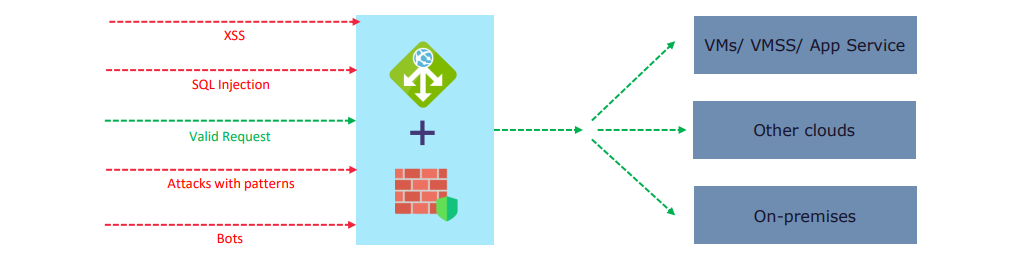 XSS
SQL Injection
Valid Request
Attacks with patterns
Bots
VMs/ VMSS/ App Service
Other clouds
On-premises